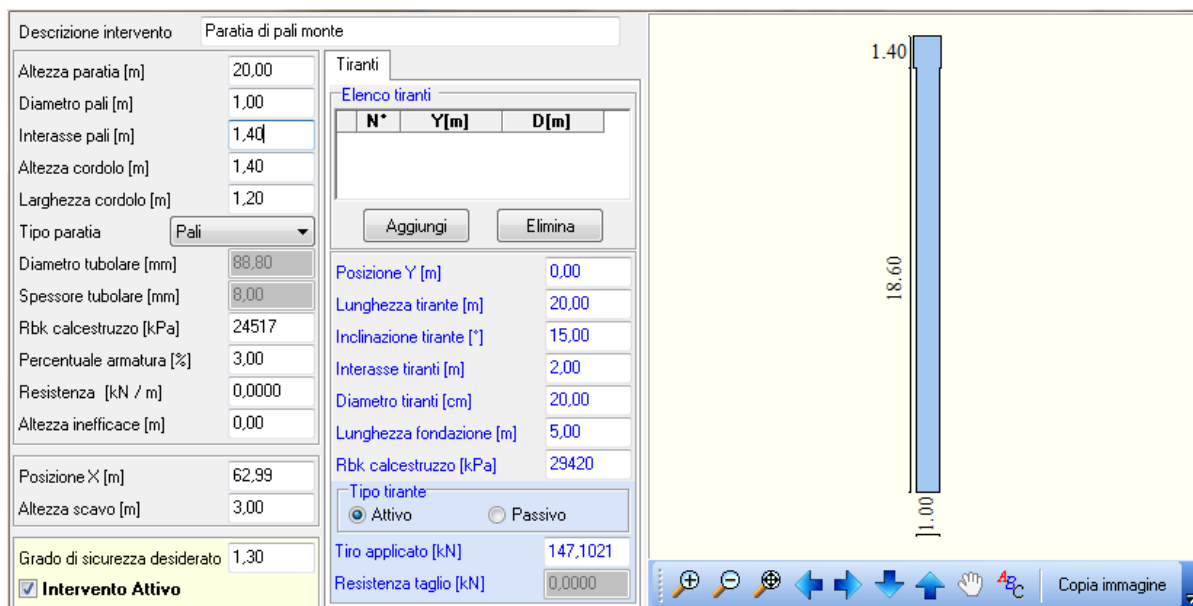 Descrizione intervento Paratia di pali monte
Altezza paratia [m] 20,00
Diametro pali [m] 1,00
Interasse pali [m] 1,40
Altezza cordolo [m] 1,40
Larghezza cordolo [m] 1,20
Tipo paratia Pali
Diametro tubolare [mm] 88,80
Spessore tubolare [mm] 8,00
Rbk calcestruzzo [kPa] 24517
Percentuale armatura [%] 3,00
Resistenza [kN / m] 0,0000
Altezza inefficace [m] 0,00
Posizione X [m] 62,99
Altezza scavo [m] 3,00
Grado di sicurezza desiderato 1,30
Intervento Attivo
Tiranti
Elenco tiranti
N° Y[m] D[m]
Aggiungi Elimina
Posizione Y [m] 0,00
Lunghezza tirante [m] 20,00
Inclinazione tirante [°] 15,00
Interasse tiranti [m] 2,00
Diametro tiranti [cm] 20,00
Lunghezza fondazione [m] 5,00
Rbk calcestruzzo [kPa] 29420
Tipo tirante
Attivo Passivo
Tiro applicato [kN] 147,1021
Resistenza taglio [kN] 0,0000
1.40
18.60
1.00
ABC Copia immagine